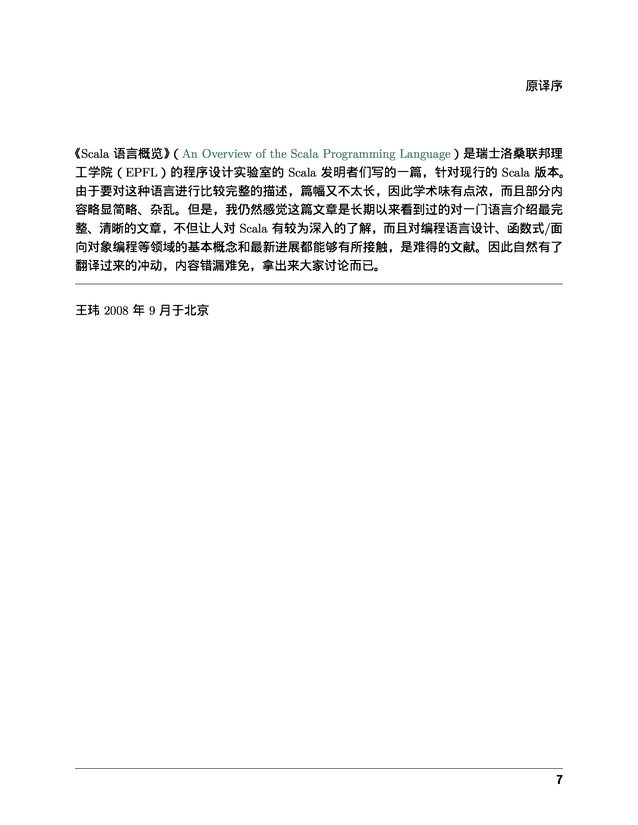 原译序
《Scala 语言概览》（An Overview of the Scala Programming Language）是瑞士洛桑联邦理
工学院（EPFL）的程序设计实验室的 Scala 发明者们写的一篇，针对现行的 Scala 版本。
由于要对这种语言进行比较完整的描述，篇幅又不太长，因此学术味有点浓，而且部分内
容略显简略、杂乱。但是，我仍然感觉这篇文章是长期以来看到过的对一门语言介绍最完
整、清晰的文章，不但让人对 Scala 有较为深入的了解，而且对编程语言设计、函数式/面
向对象编程等领域的基本概念和最新进展都能够有所接触，是难得的文献。因此自然有了
翻译过来的冲动，内容错漏难免，拿出来大家讨论而已。
王玮 2008 年 9 月于北京
7